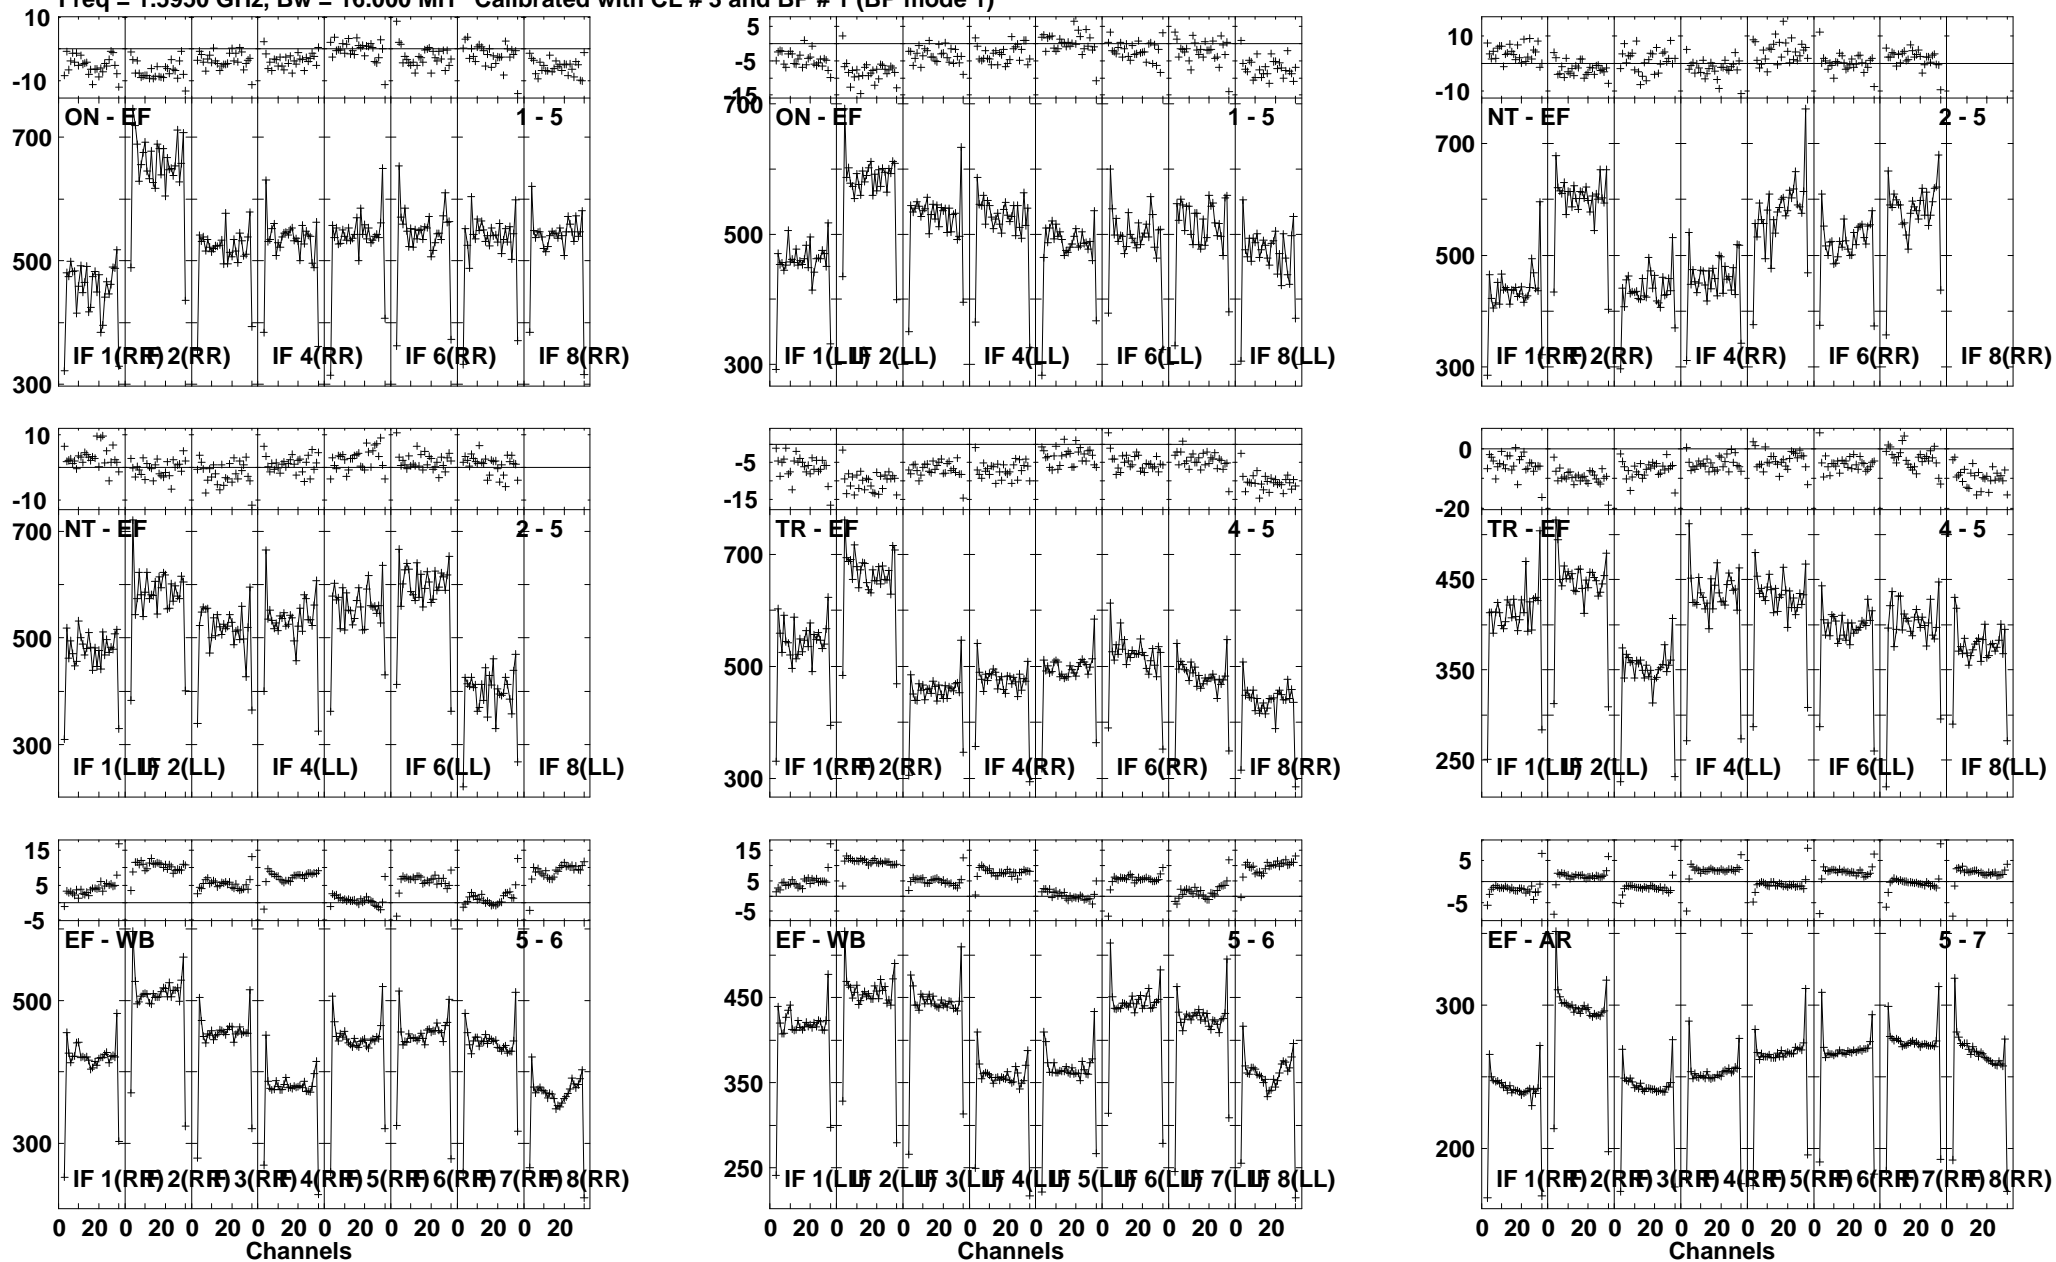 Freq = 1.5950 GHz, Bw = 16.000 MH Calibrated with CL # 3 and BP # 1 (BP mode 1)
10
-10
ON - EF 1 - 5
700
500
300
IF 1(RR) IF 2(RR) IF 4(RR) IF 6(RR) IF 8(RR)
5
-5
-15
700
ON - EF 1 - 5
500
300
IF 1(LL) IF 2(LL) IF 4(LL) IF 6(LL) IF 8(LL)
10
-10
NT - EF 2 - 5
700
500
300
IF 1(RR) IF 2(RR) IF 4(RR) IF 6(RR) IF 8(RR)
10
-10
NT - EF 2 - 5
700
500
300
IF 1(LL) IF 2(LL) IF 4(LL) IF 6(LL) IF 8(LL)
-5
-15
TR - EF 4 - 5
700
500
300
IF 1(RR) IF 2(RR) IF 4(RR) IF 6(RR) IF 8(RR)
0
-20
TR - EF 4 - 5
450
350
250
IF 1(LL) IF 2(LL) IF 4(LL) IF 6(LL) IF 8(LL)
15
5
-5
EF - WB 5 - 6
500
300
IF 1(RR) IF 2(RR) IF 3(RR) IF 4(RR) IF 5(RR) IF 6(RR) IF 7(RR) IF 8(RR)
0 20 0 20 0 20 0 20 0 20 0 20 0 20 0 20
Channels
15
5
-5
EF - WB 5 - 6
450
350
250
IF 1(LL) IF 2(LL) IF 3(LL) IF 4(LL) IF 5(LL) IF 6(LL) IF 7(LL) IF 8(LL)
0 20 0 20 0 20 0 20 0 20 0 20 0 20 0 20
Channels
5
-5
EF - AR 5 - 7
300
200
IF 1(RR) IF 2(RR) IF 3(RR) IF 4(RR) IF 5(RR) IF 6(RR) IF 7(RR) IF 8(RR)
0 20 0 20 0 20 0 20 0 20 0 20 0 20 0 20
Channels